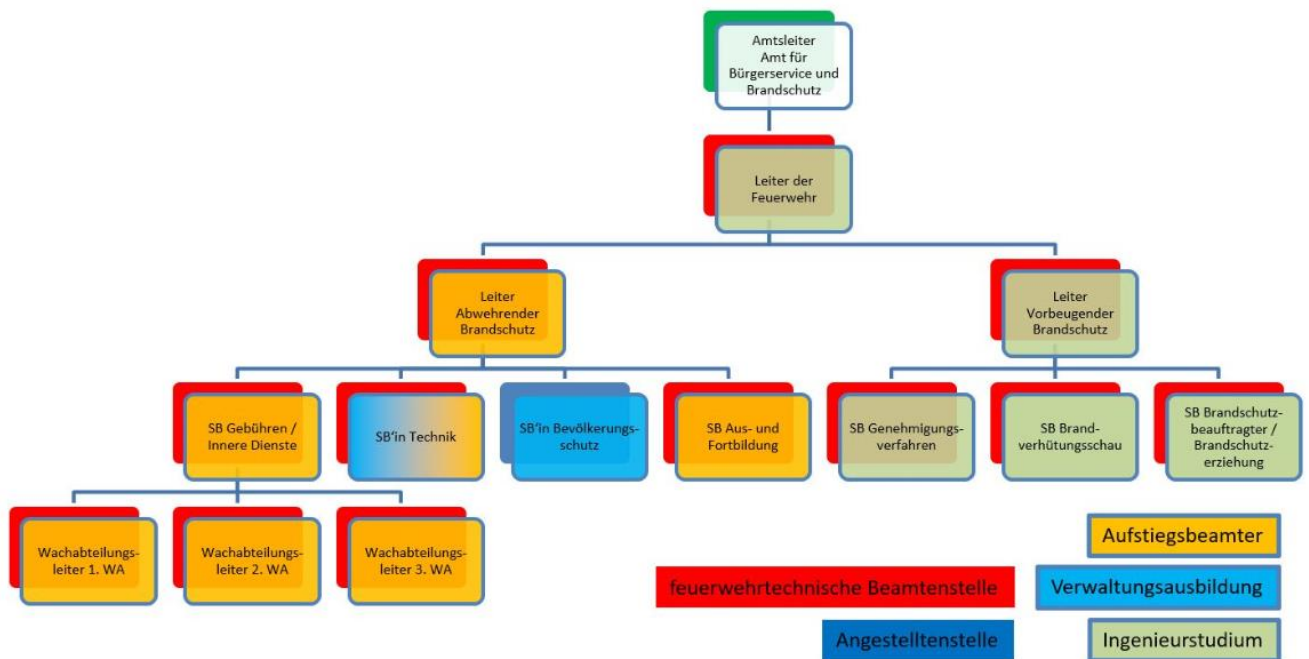 Amtsleiter
Amt für
Bürgerservice und
Brandschutz
Leiter der
Feuerwehr
Leiter
Abwehrender
Brandschutz
Leiter
Vorbeugender
Brandschutz
SB Gebühren /
Innere Dienste
SB'in Technik
SB'in Bevölkerungs-
schutz
SB Aus- und
Fortbildung
SB Genehmigungs-
verfahren
SB Brand-
verhütungsschau
SB Brandschutz-
beauftragter /
Brandschutz-
erziehung
Wachabteilungs-
leiter 1. WA
Wachabteilungs-
leiter 2. WA
Wachabteilungs-
leiter 3. WA
Aufstiegsbeamter
feuerwehrtechnische Beamtenstelle
Verwaltungsausbildung
Angestelltenstelle
Ingenieurstudium